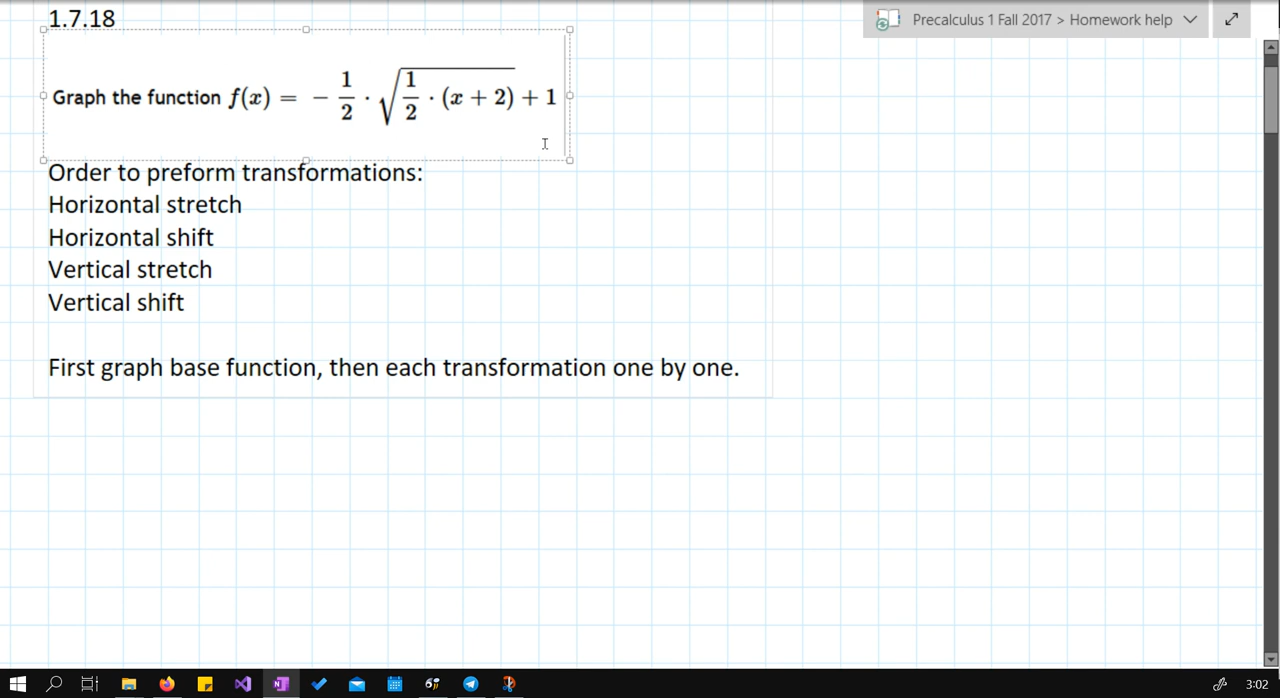 1.7.18
Precalculus 1 Fall 2017 > Homework help
Graph the function f(x) = − 1/2 · √(1/2 · (x + 2)) + 1
Order to preform transformations:
Horizontal stretch
Horizontal shift
Vertical stretch
Vertical shift
First graph base function, then each transformation one by one.
3:02